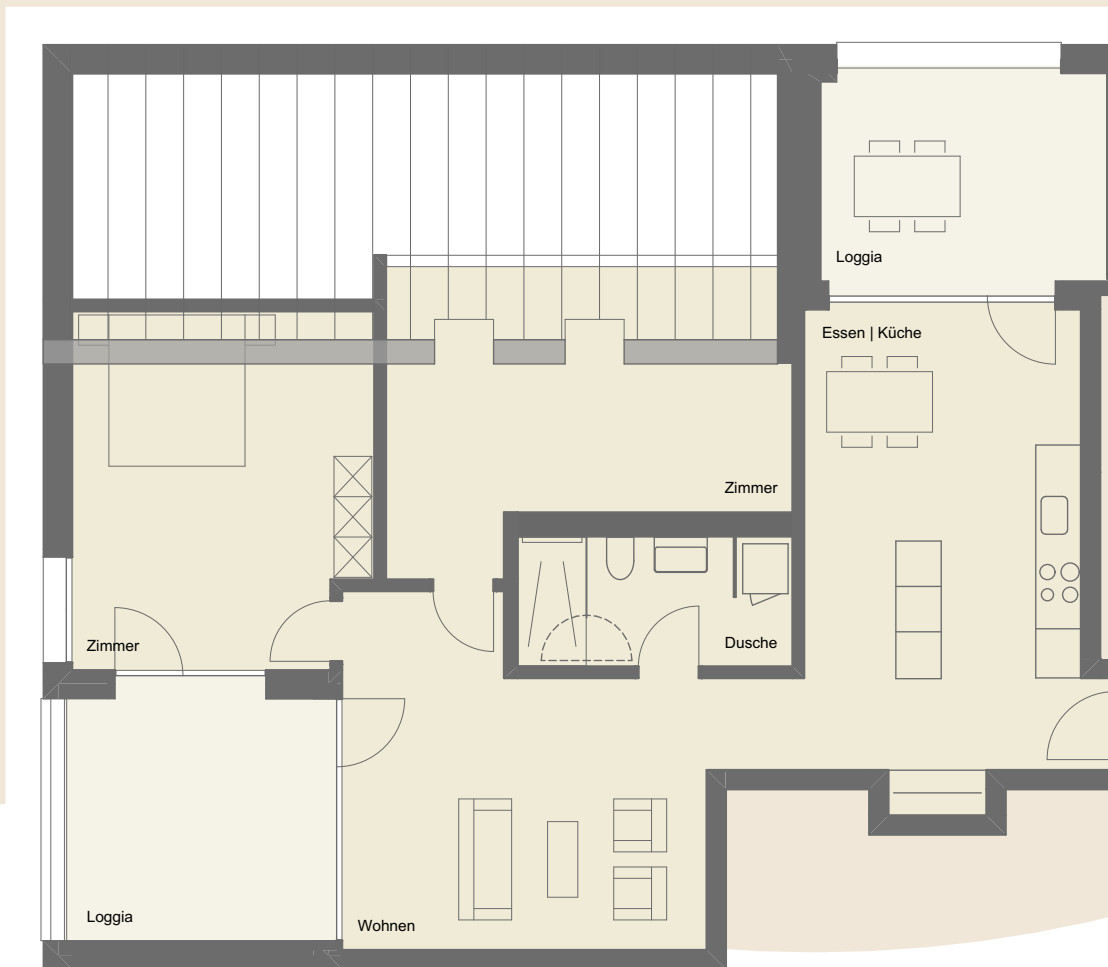 Loggia
Essen | Küche
Zimmer
Dusche
Zimmer
Loggia
Wohnen